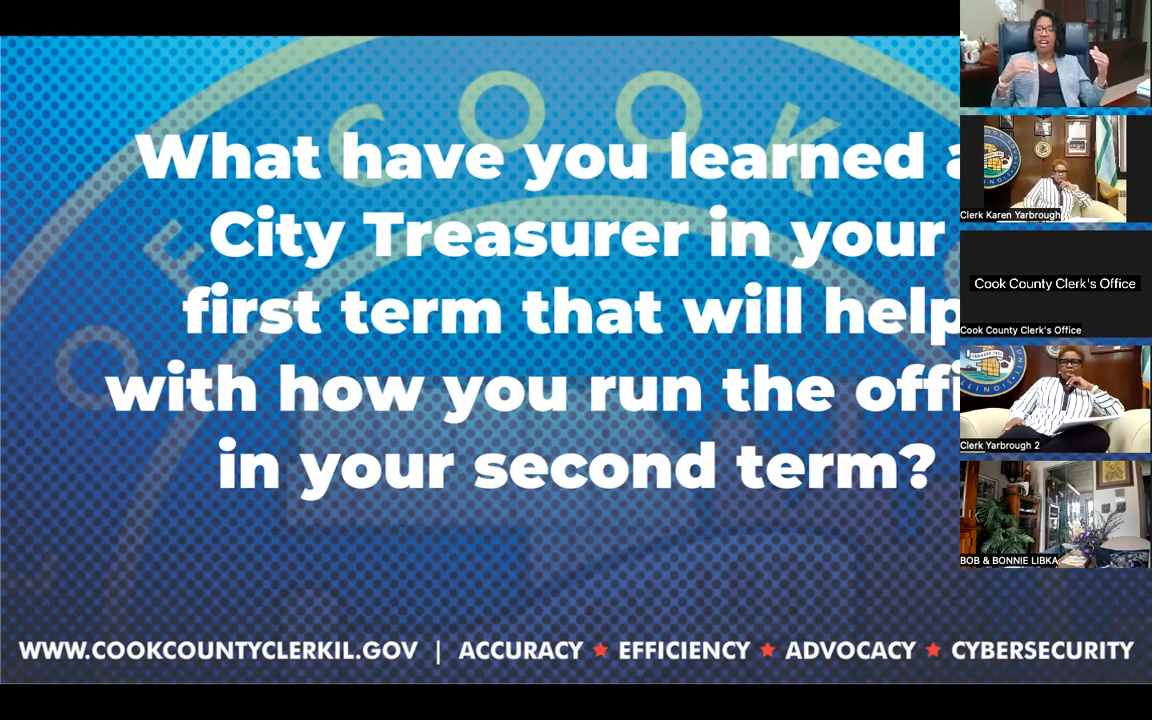 What have you learned a
City Treasurer in your
first term that will help
with how you run the offi
in your second term?
WWW.COOKCOUNTYCLERKIL.GOV | ACCURACY ★ EFFICIENCY ★ ADVOCACY ★ CYBERSECURITY
COOK
Clerk Karen Yarbrough
Cook County Clerk's Office
Cook County Clerk's Office
Clerk Yarbrough 2
BOB & BONNIE LIBKA